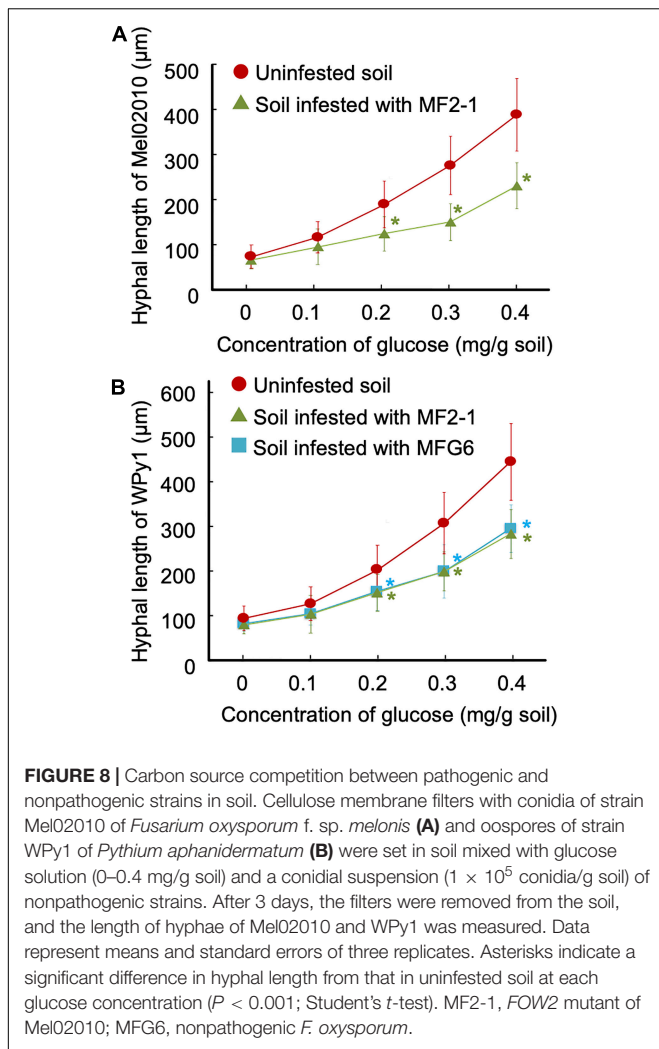 A
Hyphal length of Mel02010 (µm)
500
400
300
200
100
0
Uninfested soil
Soil infested with MF2-1
*
*
*
0 0.1 0.2 0.3 0.4
Concentration of glucose (mg/g soil)
B
Hyphal length of WPy1 (µm)
600
500
400
300
200
100
0
Uninfested soil
Soil infested with MF2-1
Soil infested with MFG6
*
*
*
*
*
*
0 0.1 0.2 0.3 0.4
Concentration of glucose (mg/g soil)
FIGURE 8 | Carbon source competition between pathogenic and
nonpathogenic strains in soil. Cellulose membrane filters with conidia of strain
Mel02010 of Fusarium oxysporum f. sp. melonis (A) and oospores of strain
WPy1 of Pythium aphanidermatum (B) were set in soil mixed with glucose
solution (0–0.4 mg/g soil) and a conidial suspension (1 × 10⁵ conidia/g soil) of
nonpathogenic strains. After 3 days, the filters were removed from the soil,
and the length of hyphae of Mel02010 and WPy1 was measured. Data
represent means and standard errors of three replicates. Asterisks indicate a
significant difference in hyphal length from that in uninfested soil at each
glucose concentration (P < 0.001; Student's t-test). MF2-1, FOW2 mutant of
Mel02010; MFG6, nonpathogenic F. oxysporum.